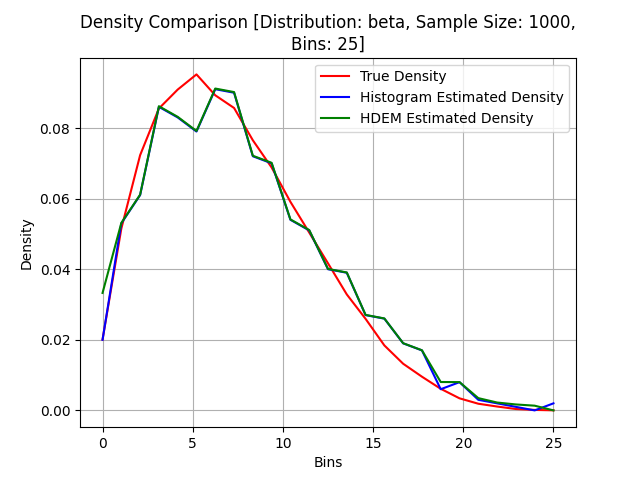 Density Comparison [Distribution: beta, Sample Size: 1000,
Bins: 25]
True Density
Histogram Estimated Density
HDEM Estimated Density
Density
0.08
0.06
0.04
0.02
0.00
0 5 10 15 20 25
Bins